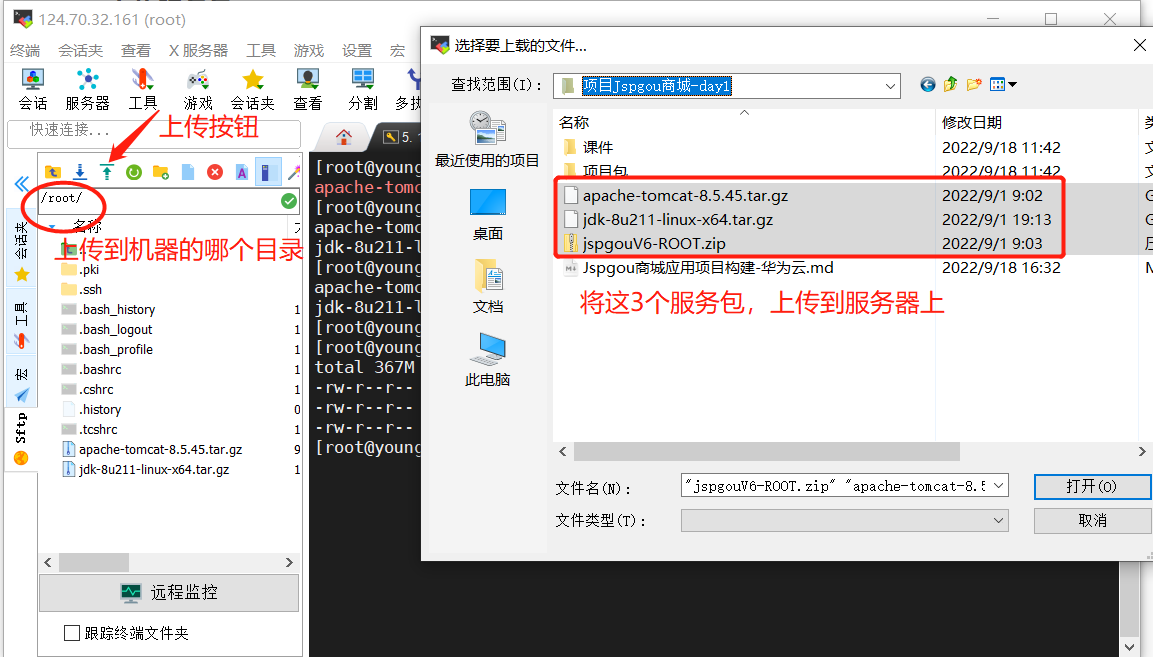 124.70.32.161 (root)
终端 会话夹 查看 X 服务器 工具 游戏 设置 宏
会话 服务器 工具 游戏 会话夹 查看 分割
快速连接...
上传按钮
5.
/root/
名称
上传到机器的哪个目录
.pki
.ssh
.bash_history 1
.bash_logout 1
.bash_profile 1
.bashrc 1
.cshrc 1
.history 0
.tcshrc 1
apache-tomcat-8.5.45.tar.gz 9
jdk-8u211-linux-x64.tar.gz 1
会话夹
工具
宏
Sftp
远程监控
跟踪终端文件夹
[root@young
apache-tomc
[root@young
apache-tomc
jdk-8u211-l
[root@young
apache-tomc
jdk-8u211-l
[root@young
[root@young
total 367M
-rw-r--r--
-rw-r--r--
-rw-r--r--
[root@young
选择要上载的文件...
查找范围(I):
项目Jspgou商城-day1
最近使用的项目
桌面
文档
此电脑
名称 修改日期
课件 2022/9/18 11:42
项目包 2022/9/18 11:42
apache-tomcat-8.5.45.tar.gz 2022/9/1 9:02
jdk-8u211-linux-x64.tar.gz 2022/9/1 19:13
jspgouV6-ROOT.zip 2022/9/1 9:03
Jspgou商城应用项目构建-华为云.md 2022/9/18 16:32
将这3个服务包，上传到服务器上
文件名(N): "jspgouV6-ROOT.zip" "apache-tomcat-8.5 打开(O)
文件类型(T): 取消